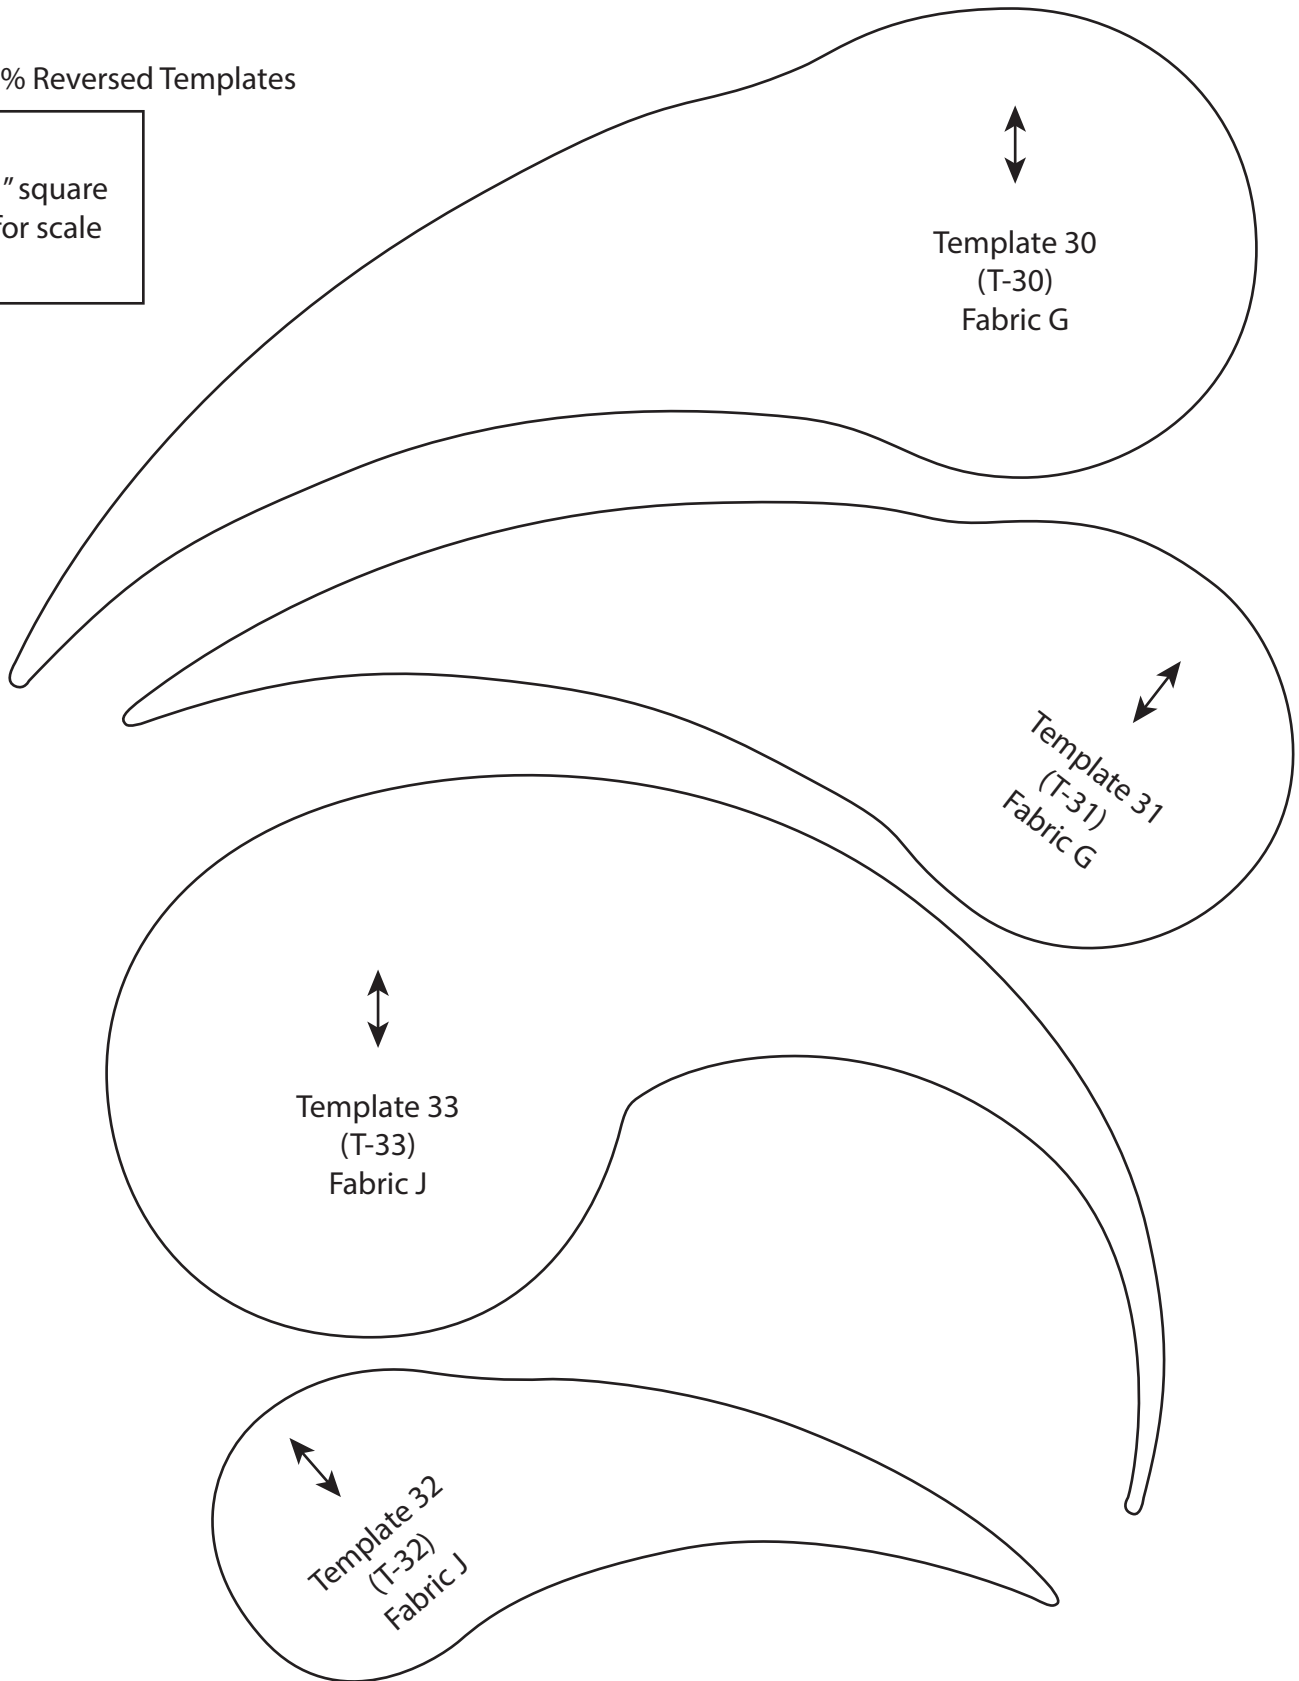 % Reversed Templates
" square
for scale
Template 30
(T-30)
Fabric G
Template 31
(T-31)
Fabric G
Template 33
(T-33)
Fabric J
Template 32
(T-32)
Fabric J